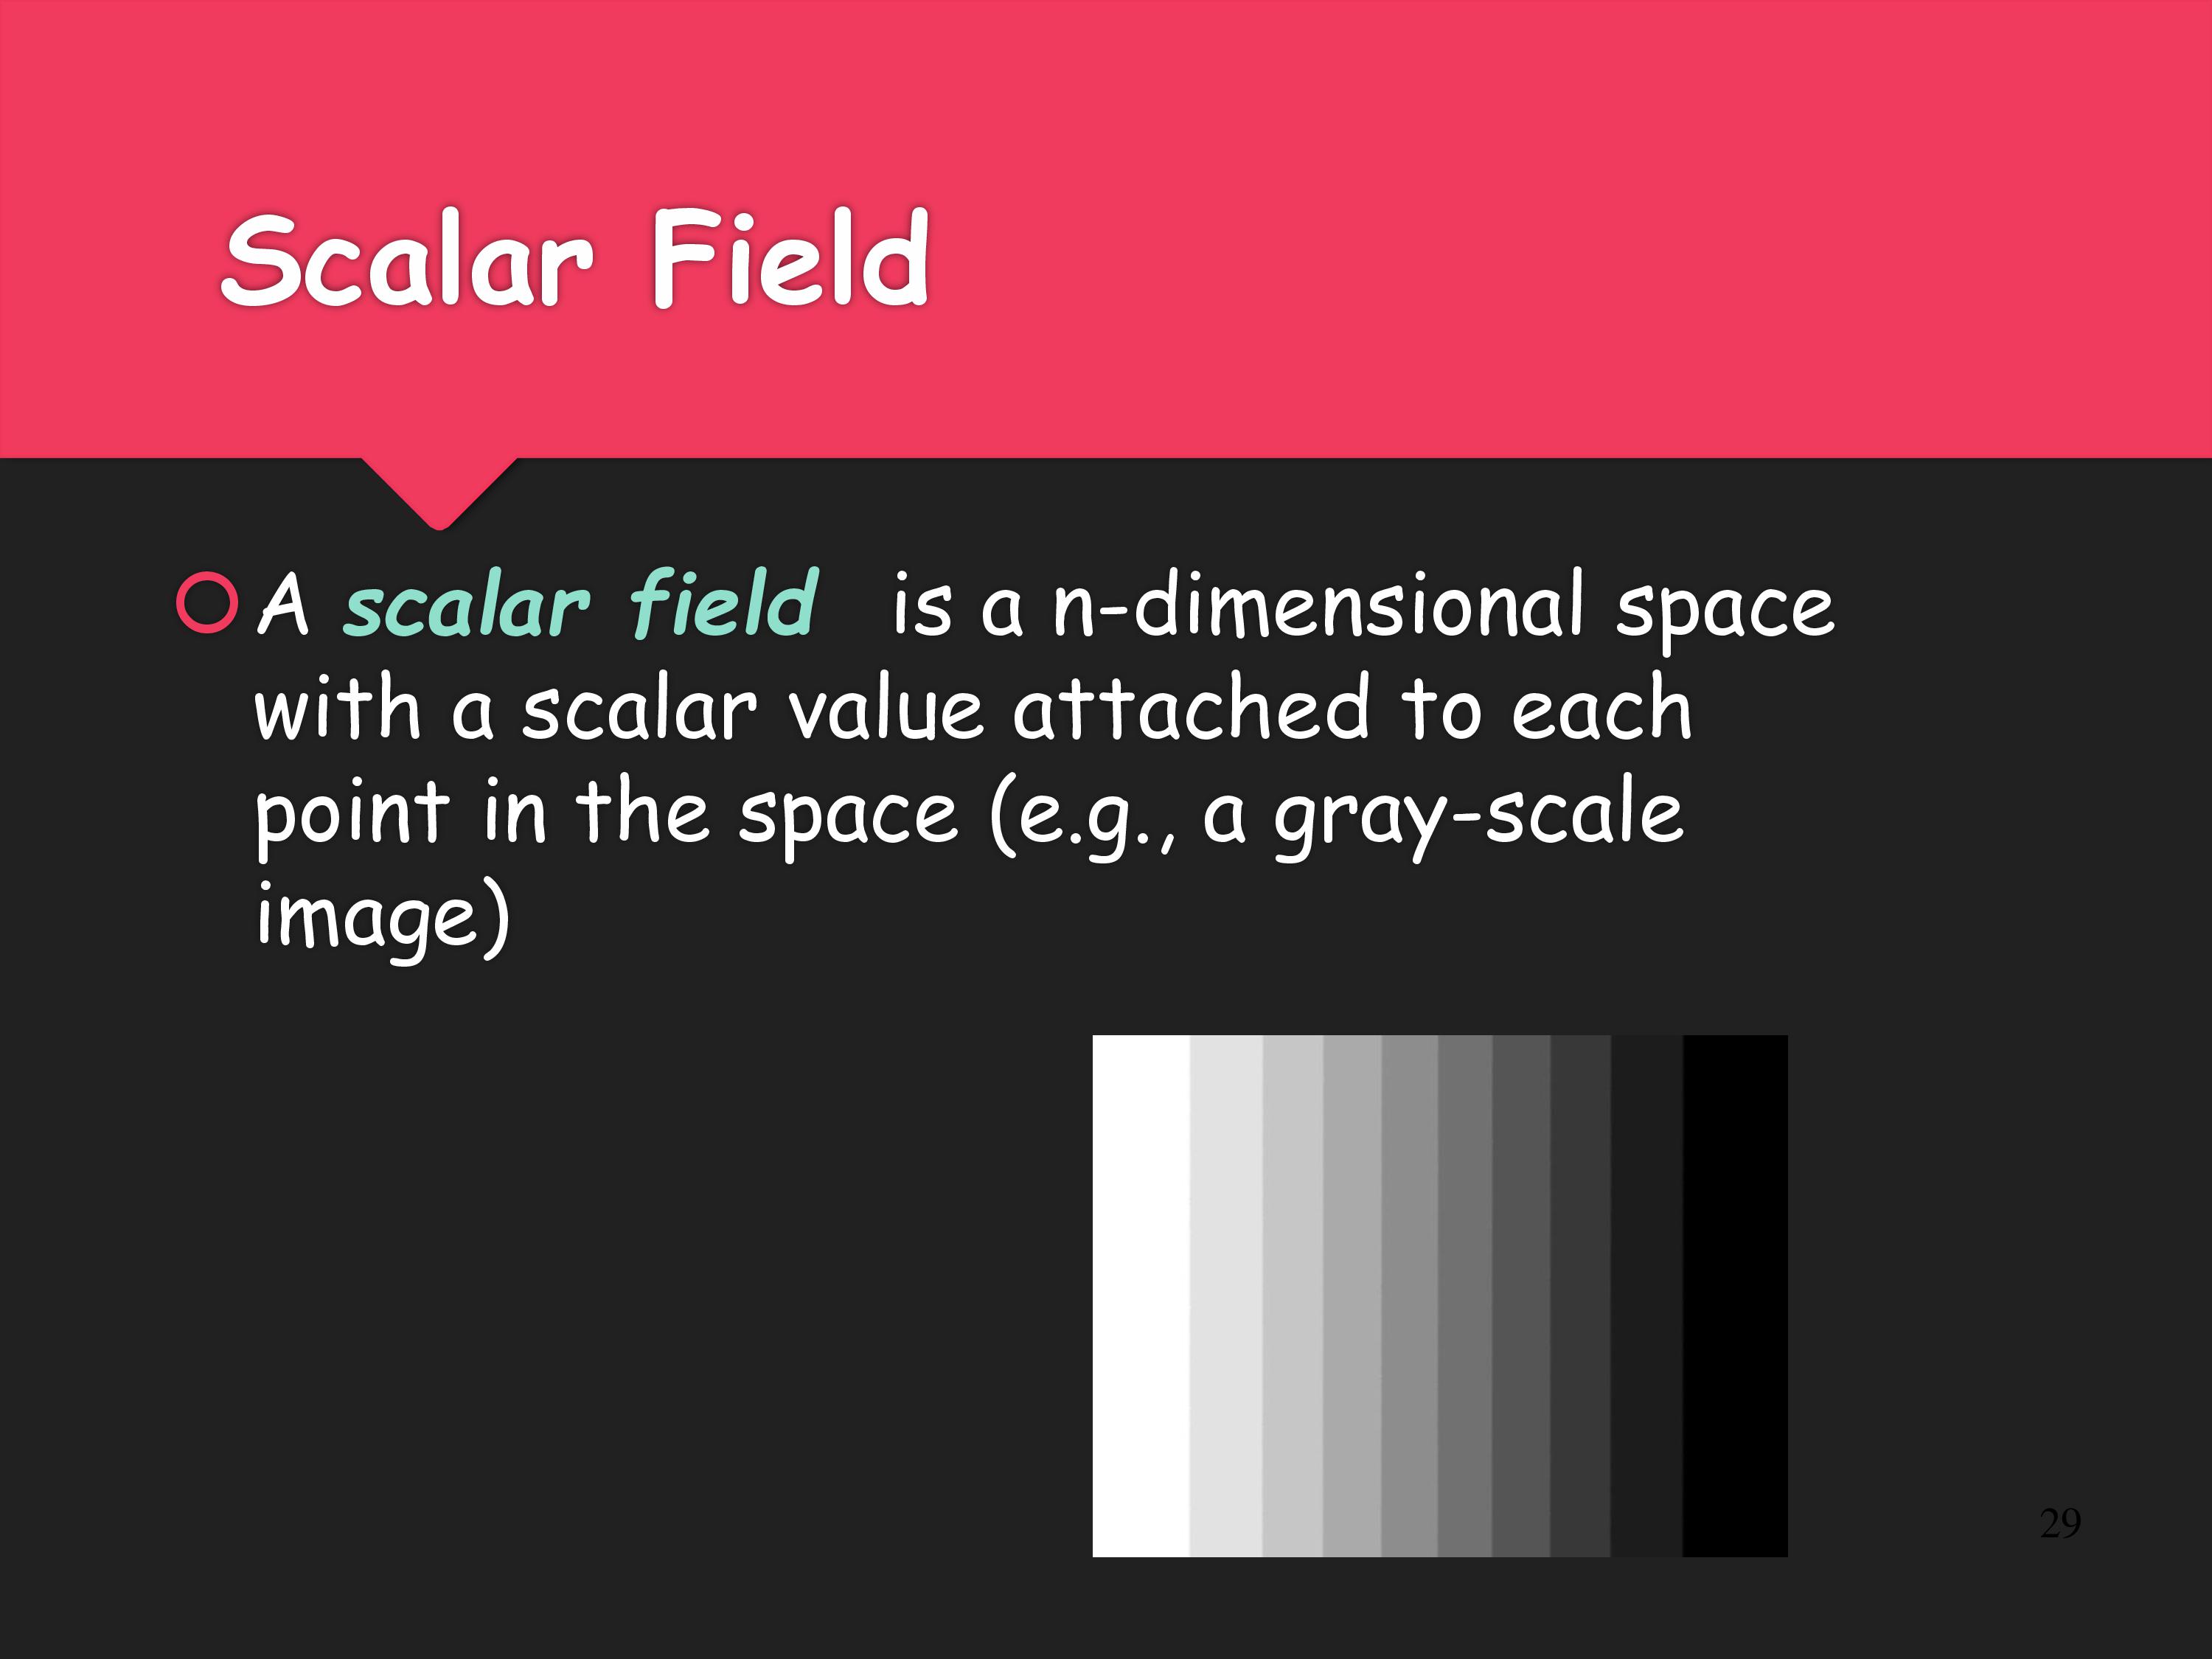 Scalar Field
A scalar field is a n-dimensional space
with a scalar value attached to each
point in the space (e.g., a gray-scale
image)
29